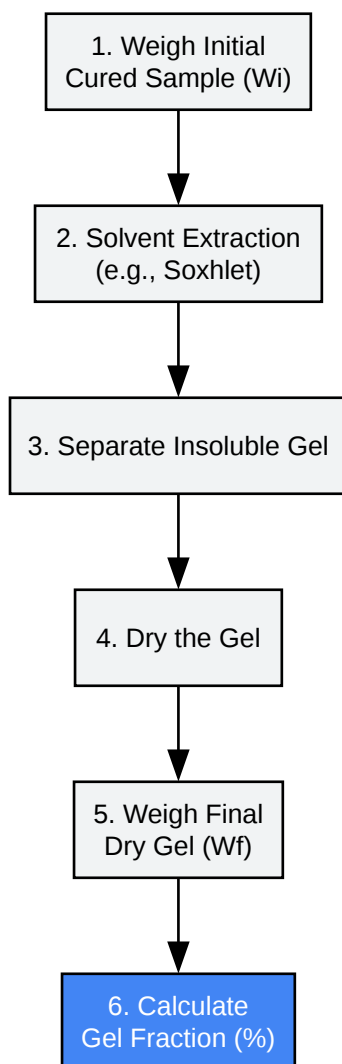 1. Weigh Initial
Cured Sample (Wi)
2. Solvent Extraction
(e.g., Soxhlet)
3. Separate Insoluble Gel
4. Dry the Gel
5. Weigh Final
Dry Gel (Wf)
6. Calculate
Gel Fraction (%)